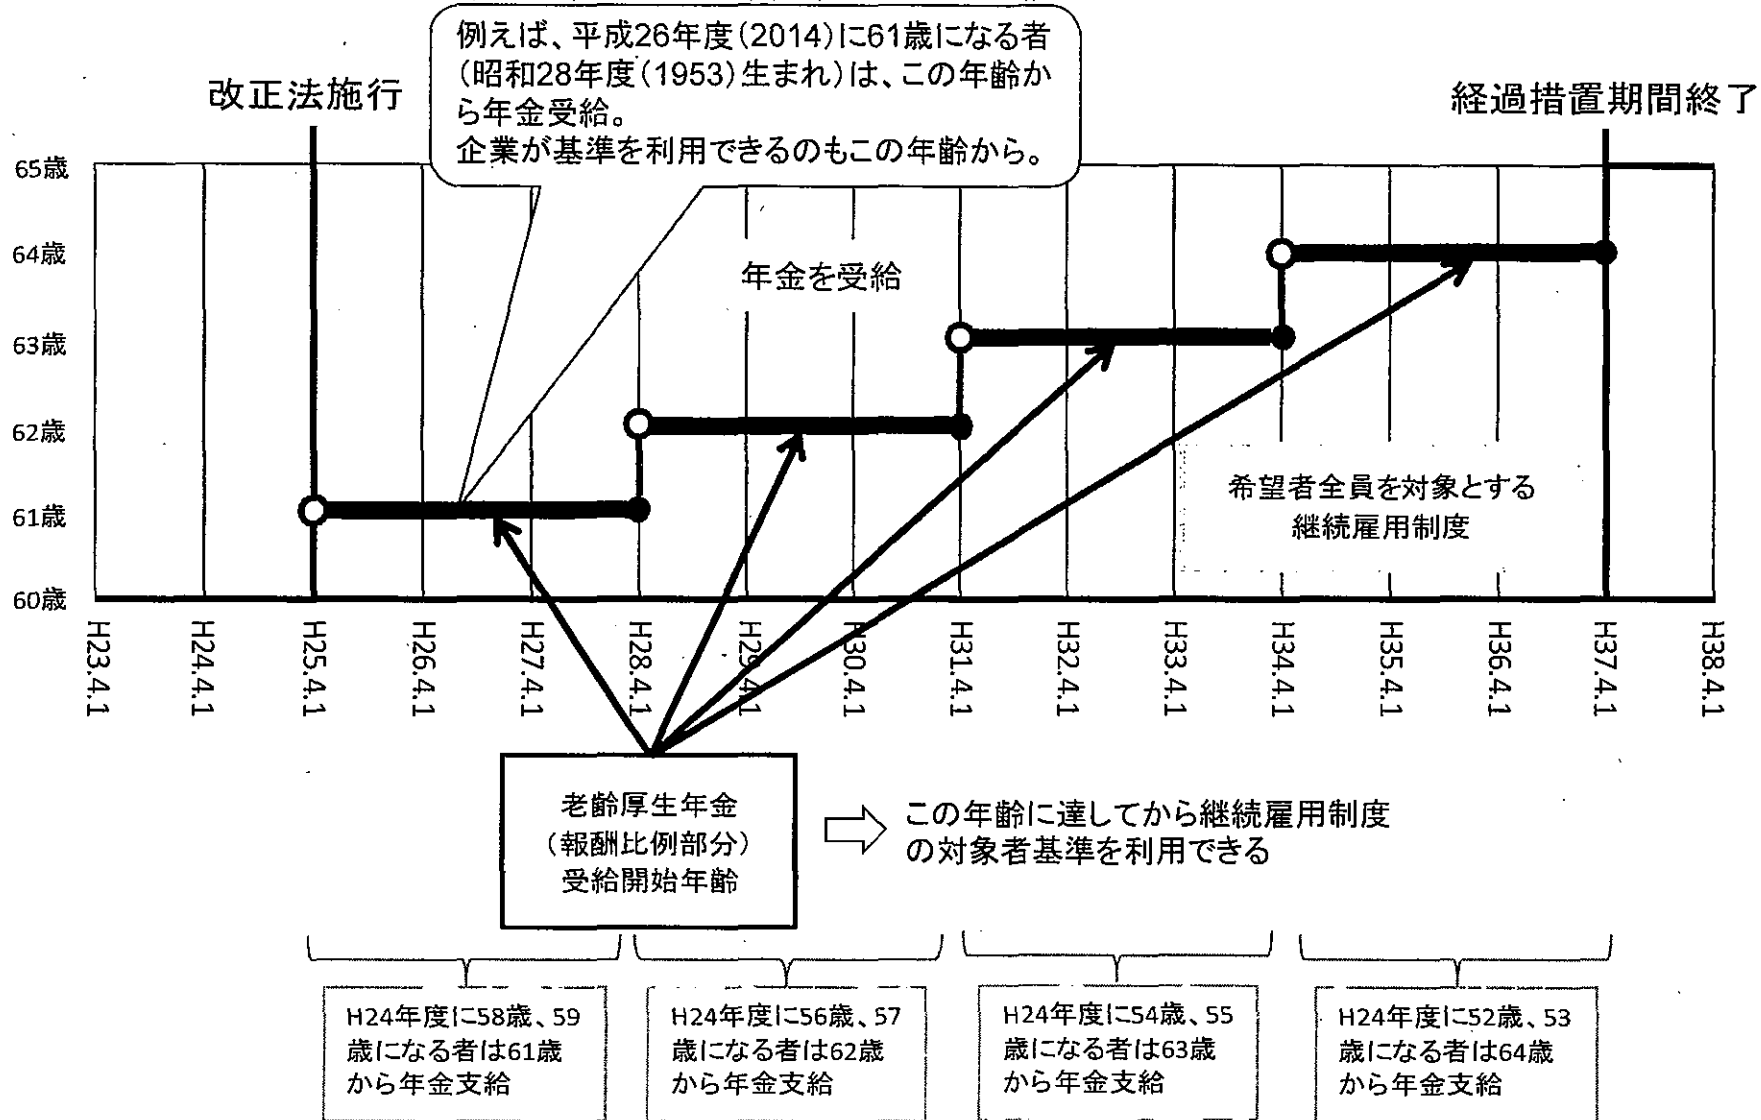 例えば、平成26年度(2014)に61歳になる者
(昭和28年度(1953)生まれ)は、この年齢か
ら年金受給。
企業が基準を利用できるのもこの年齢から。
改正法施行
経過措置期間終了
65歳
64歳
63歳
62歳
61歳
60歳
年金を受給
希望者全員を対象とする
継続雇用制度
H23.4.1
H24.4.1
H25.4.1
H26.4.1
H27.4.1
H28.4.1
H29.4.1
H30.4.1
H31.4.1
H32.4.1
H33.4.1
H34.4.1
H35.4.1
H36.4.1
H37.4.1
H38.4.1
老齢厚生年金
(報酬比例部分)
受給開始年齢
この年齢に達してから継続雇用制度
の対象者基準を利用できる
H24年度に58歳、59
歳になる者は61歳
から年金支給
H24年度に56歳、57
歳になる者は62歳
から年金支給
H24年度に54歳、55
歳になる者は63歳
から年金支給
H24年度に52歳、53
歳になる者は64歳
から年金支給